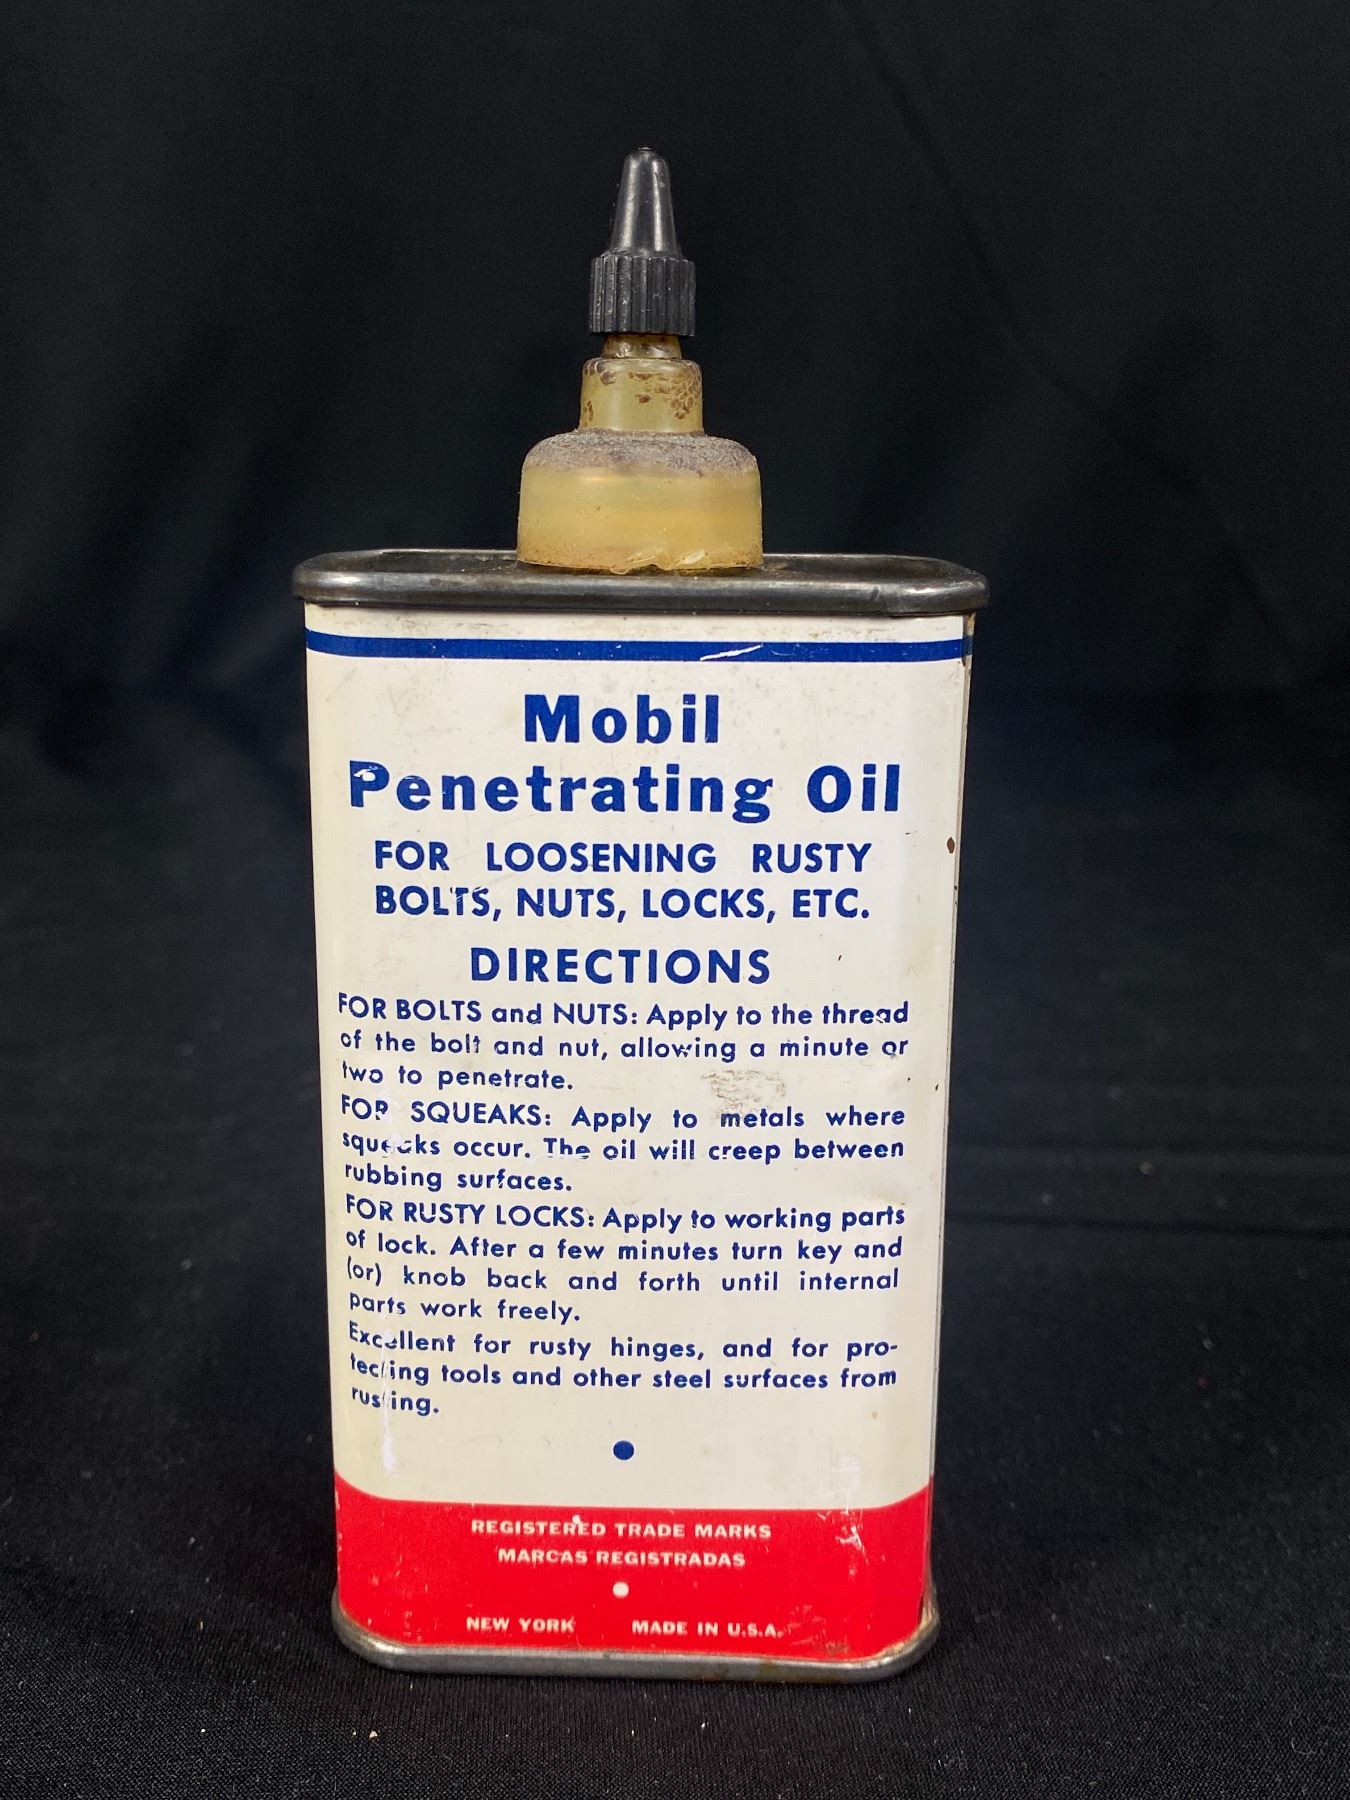 Mobil
Penetrating Oil
FOR LOOSENING RUSTY
BOLTS, NUTS, LOCKS, ETC.
DIRECTIONS
FOR BOLTS and NUTS: Apply to the thread
of the bolt and nut, allowing a minute or
two to penetrate.
FOR SQUEAKS: Apply to metals where
squeaks occur. The oil will creep between
rubbing surfaces.
FOR RUSTY LOCKS: Apply to working parts
of lock. After a few minutes turn key and
(or) knob back and forth until internal
parts work freely.
Excellent for rusty hinges, and for pro-
tecting tools and other steel surfaces from
rusting.
REGISTERED TRADE MARKS
MARCAS REGISTRADAS
NEW YORK MADE IN U.S.A.